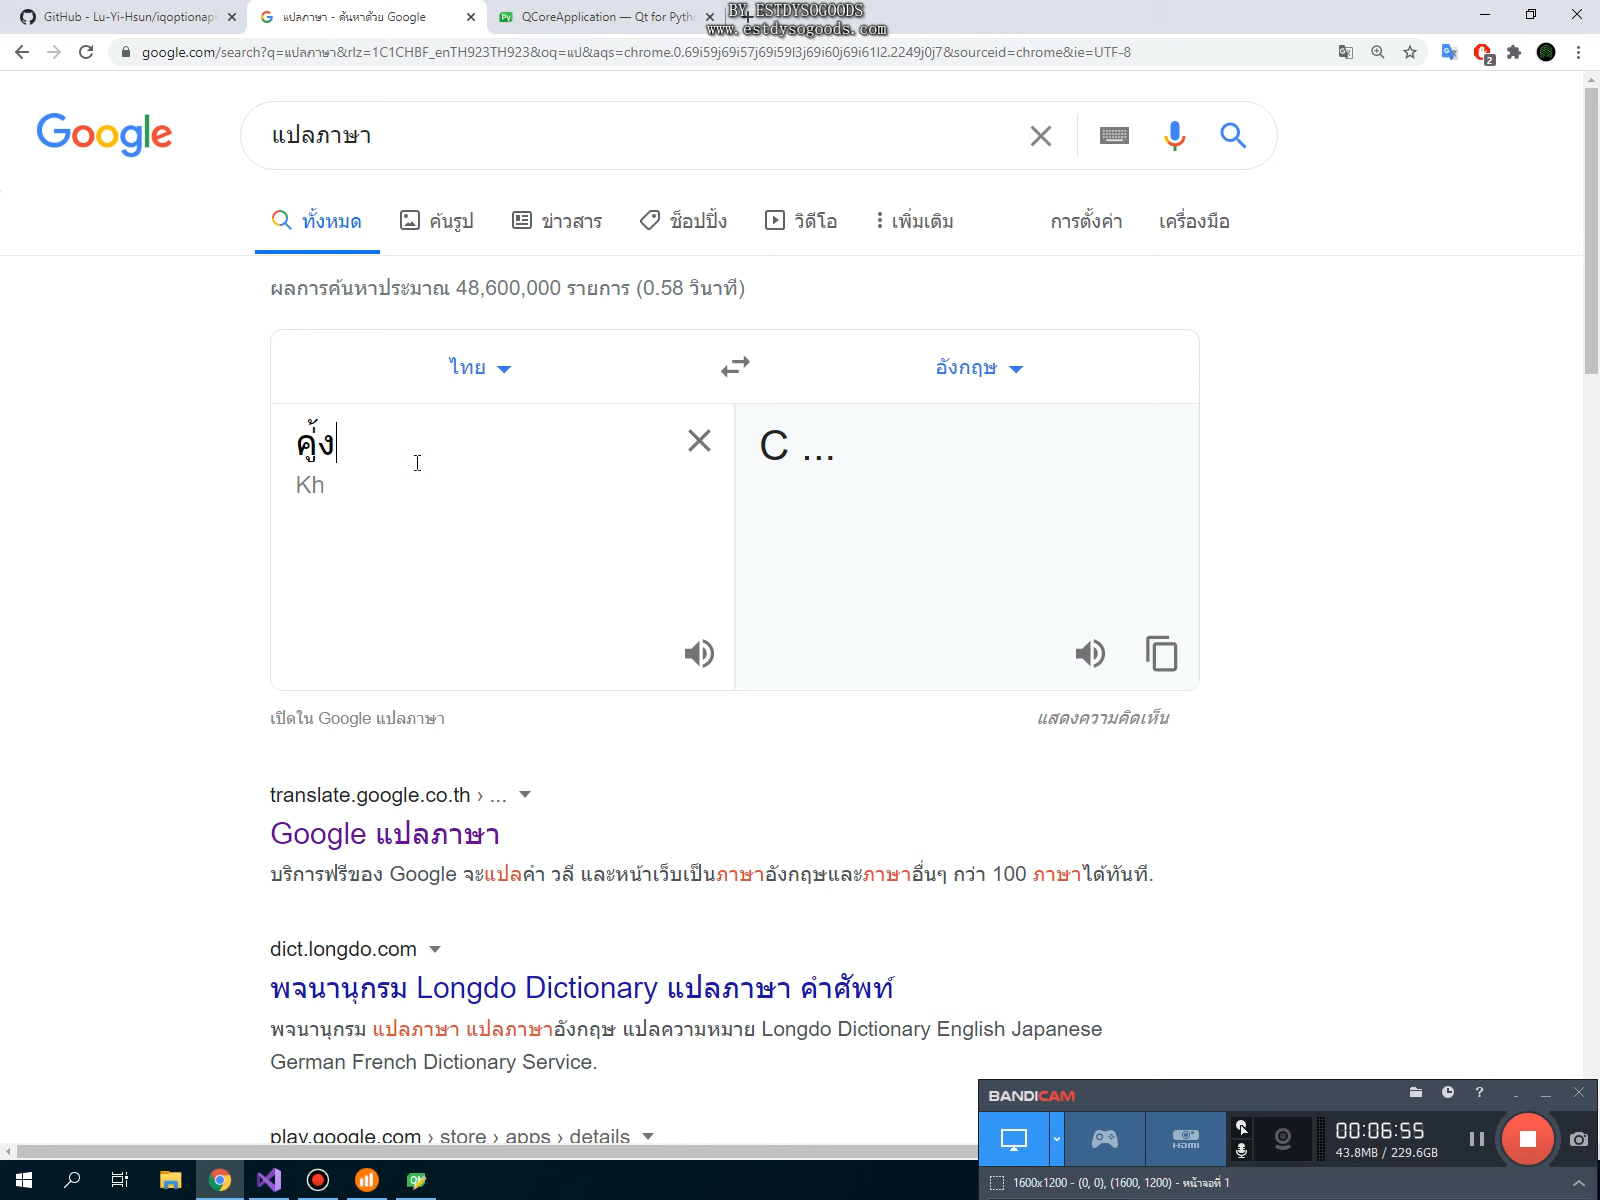 GitHub - Lu-Yi-Hsun/iqoptionapi
แปลภาษา - ค้นหาด้วย Google
QCoreApplication — Qt for Pyth
BY ESTDYSOGOODS
www.estdysogoods.com
google.com/search?q=แปลภาษา&rlz=1C1CHBF_enTH923TH923&oq=แป&aqs=chrome.0.69i59j69i57j69i59l3j69i60j69i61l2.2249j0j7&sourceid=chrome&ie=UTF-8
2
Google
แปลภาษา
ทั้งหมด
ค้นรูป
ข่าวสาร
ช็อปปิ้ง
วิดีโอ
เพิ่มเติม
การตั้งค่า
เครื่องมือ
ผลการค้นหาประมาณ 48,600,000 รายการ (0.58 วินาที)
ไทย
อังกฤษ
C ...
Kh
เปิดใน Google แปลภาษา
แสดงความคิดเห็น
translate.google.co.th › ...
Google แปลภาษา
บริการฟรีของ Google จะแปลคำ วลี และหน้าเว็บเป็นภาษาอังกฤษและภาษาอื่นๆ กว่า 100 ภาษาได้ทันที.
dict.longdo.com
พจนานุกรม Longdo Dictionary แปลภาษา คำศัพท์
พจนานุกรม แปลภาษา แปลภาษาอังกฤษ แปลความหมาย Longdo Dictionary English Japanese
German French Dictionary Service.
play.google.com › store › apps › details
BANDICAM
HDMI
00:06:55
43.8MB / 229.6GB
1600x1200 - (0, 0), (1600, 1200) - หน้าจอที่ 1